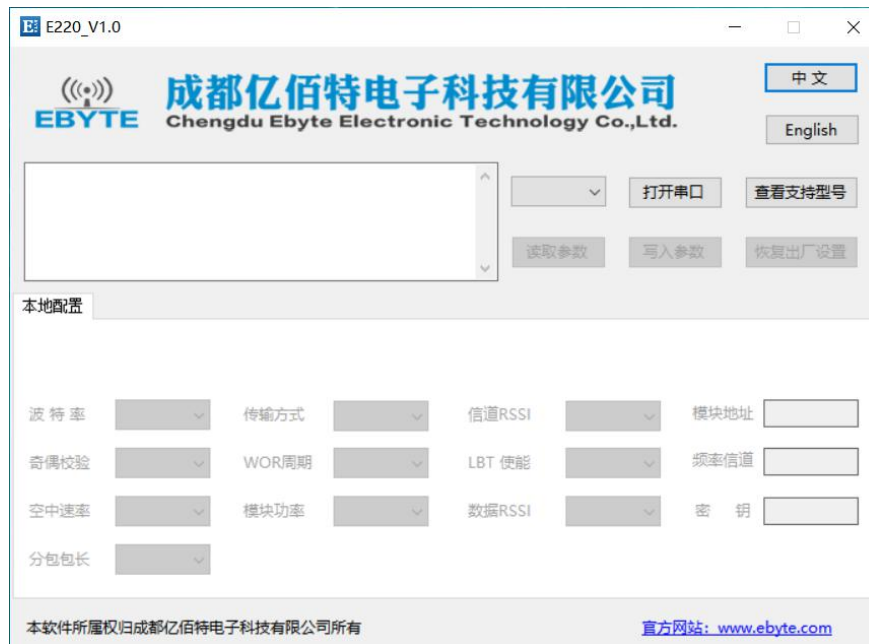 E220_V1.0
成都亿佰特电子科技有限公司
EBYTE
Chengdu Ebyte Electronic Technology Co.,Ltd.
中 文
English
打开串口
查看支持型号
读取参数
写入参数
恢复出厂设置
本地配置
波 特 率
传输方式
信道RSSI
模块地址
奇偶校验
WOR周期
LBT 使能
频率信道
空中速率
模块功率
数据RSSI
密 钥
分包包长
本软件所属权归成都亿佰特电子科技有限公司所有
官方网站：www.ebyte.com